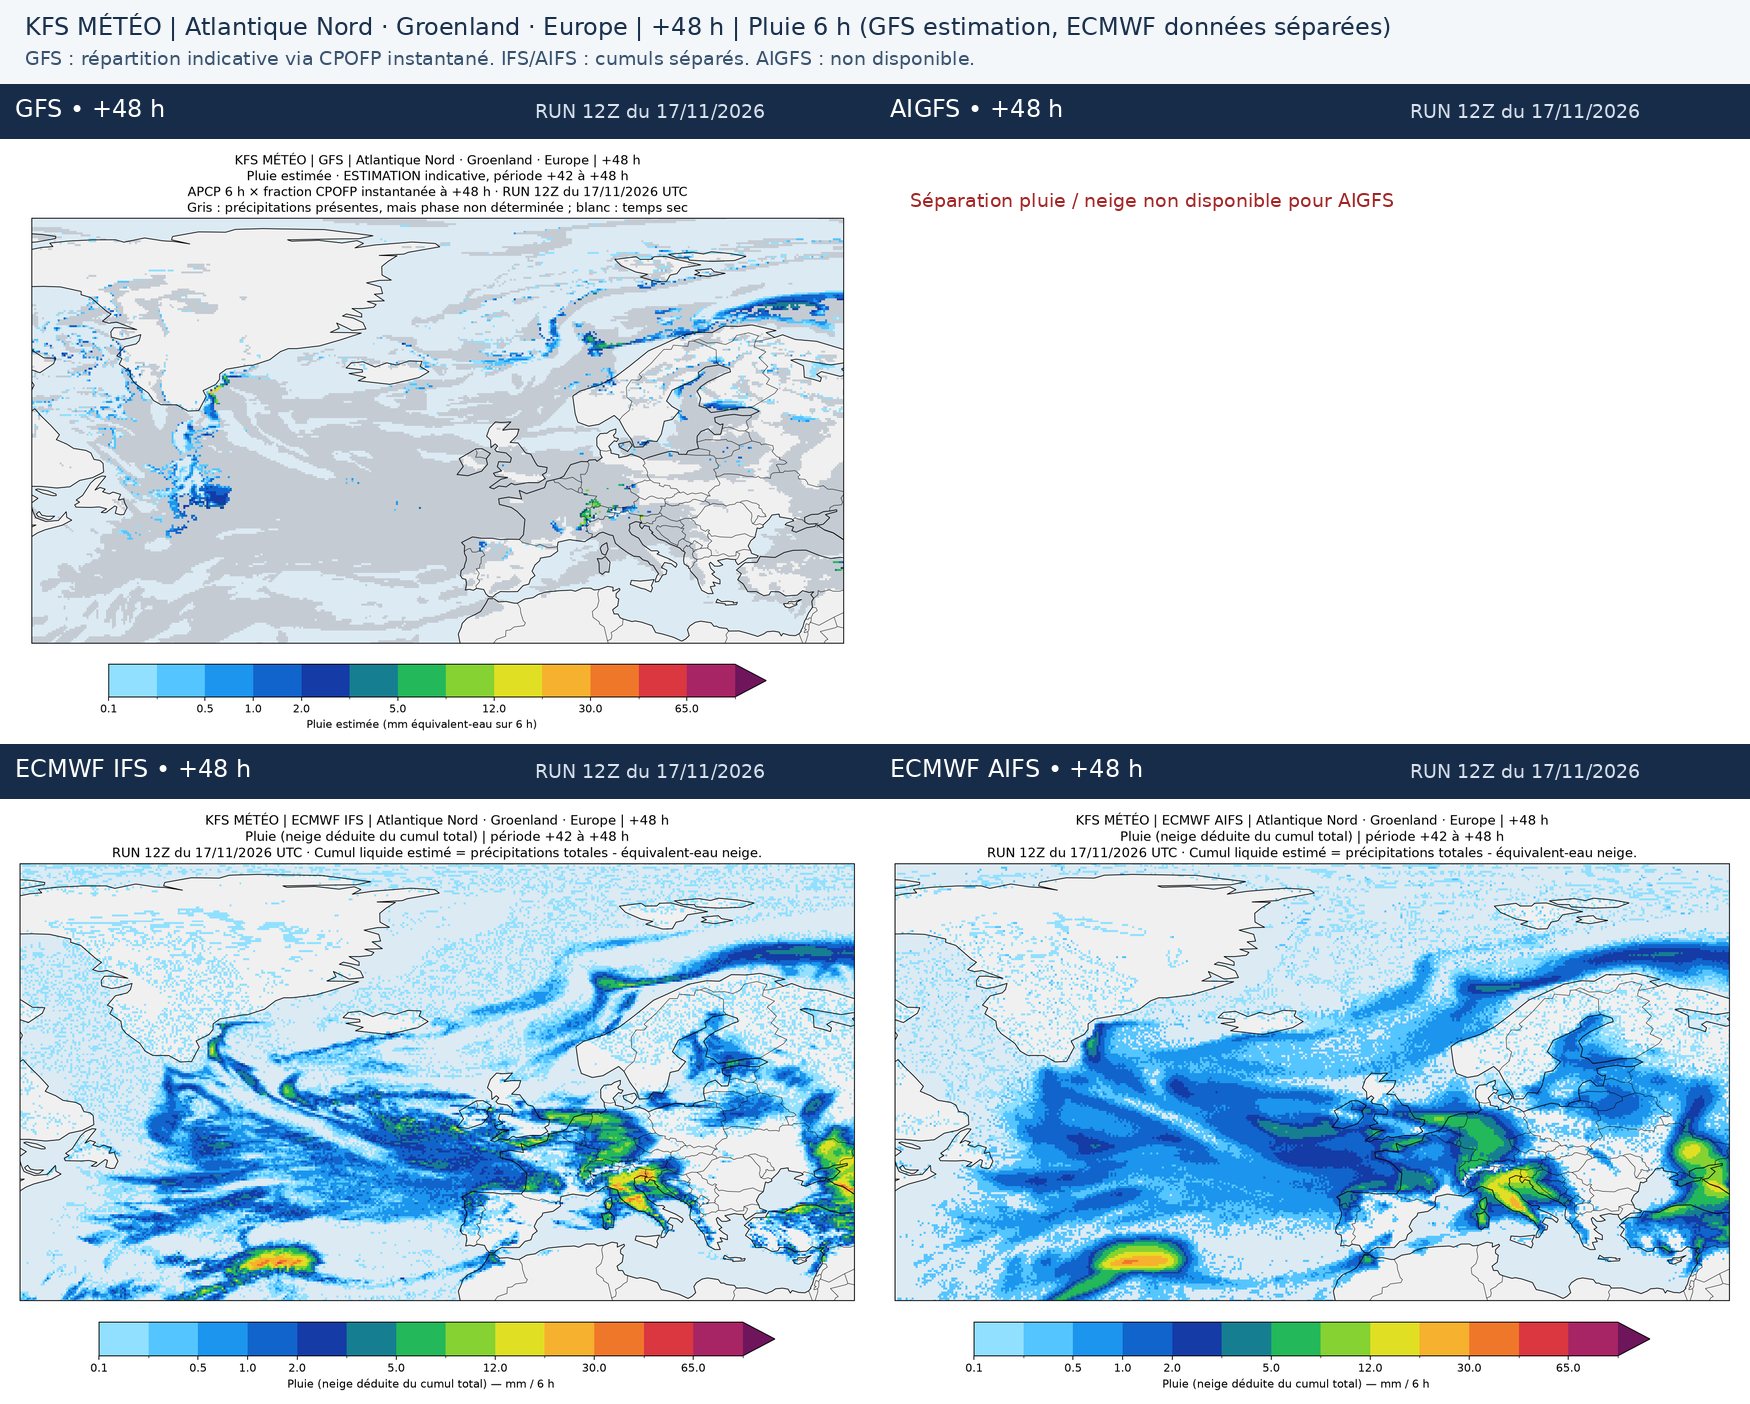 KFS MÉTÉO | Atlantique Nord · Groenland · Europe | +48 h | Pluie 6 h (GFS estimation, ECMWF données séparées)
GFS : répartition indicative via CPOFP instantané. IFS/AIFS : cumuls séparés. AIGFS : non disponible.
GFS • +48 h
RUN 12Z du 17/11/2026
AIGFS • +48 h
RUN 12Z du 17/11/2026
KFS MÉTÉO | GFS | Atlantique Nord · Groenland · Europe | +48 h
Pluie estimée · ESTIMATION indicative, période +42 à +48 h
APCP 6 h × fraction CPOFP instantanée à +48 h · RUN 12Z du 17/11/2026 UTC
Gris : précipitations présentes, mais phase non déterminée ; blanc : temps sec
Séparation pluie / neige non disponible pour AIGFS
0.1 0.5 1.0 2.0 5.0 12.0 30.0 65.0
Pluie estimée (mm équivalent-eau sur 6 h)
ECMWF IFS • +48 h
RUN 12Z du 17/11/2026
ECMWF AIFS • +48 h
RUN 12Z du 17/11/2026
KFS MÉTÉO | ECMWF IFS | Atlantique Nord · Groenland · Europe | +48 h
Pluie (neige déduite du cumul total) | période +42 à +48 h
RUN 12Z du 17/11/2026 UTC · Cumul liquide estimé = précipitations totales - équivalent-eau neige.
0.1 0.5 1.0 2.0 5.0 12.0 30.0 65.0
Pluie (neige déduite du cumul total) — mm / 6 h
KFS MÉTÉO | ECMWF AIFS | Atlantique Nord · Groenland · Europe | +48 h
Pluie (neige déduite du cumul total) | période +42 à +48 h
RUN 12Z du 17/11/2026 UTC · Cumul liquide estimé = précipitations totales - équivalent-eau neige.
0.1 0.5 1.0 2.0 5.0 12.0 30.0 65.0
Pluie (neige déduite du cumul total) — mm / 6 h